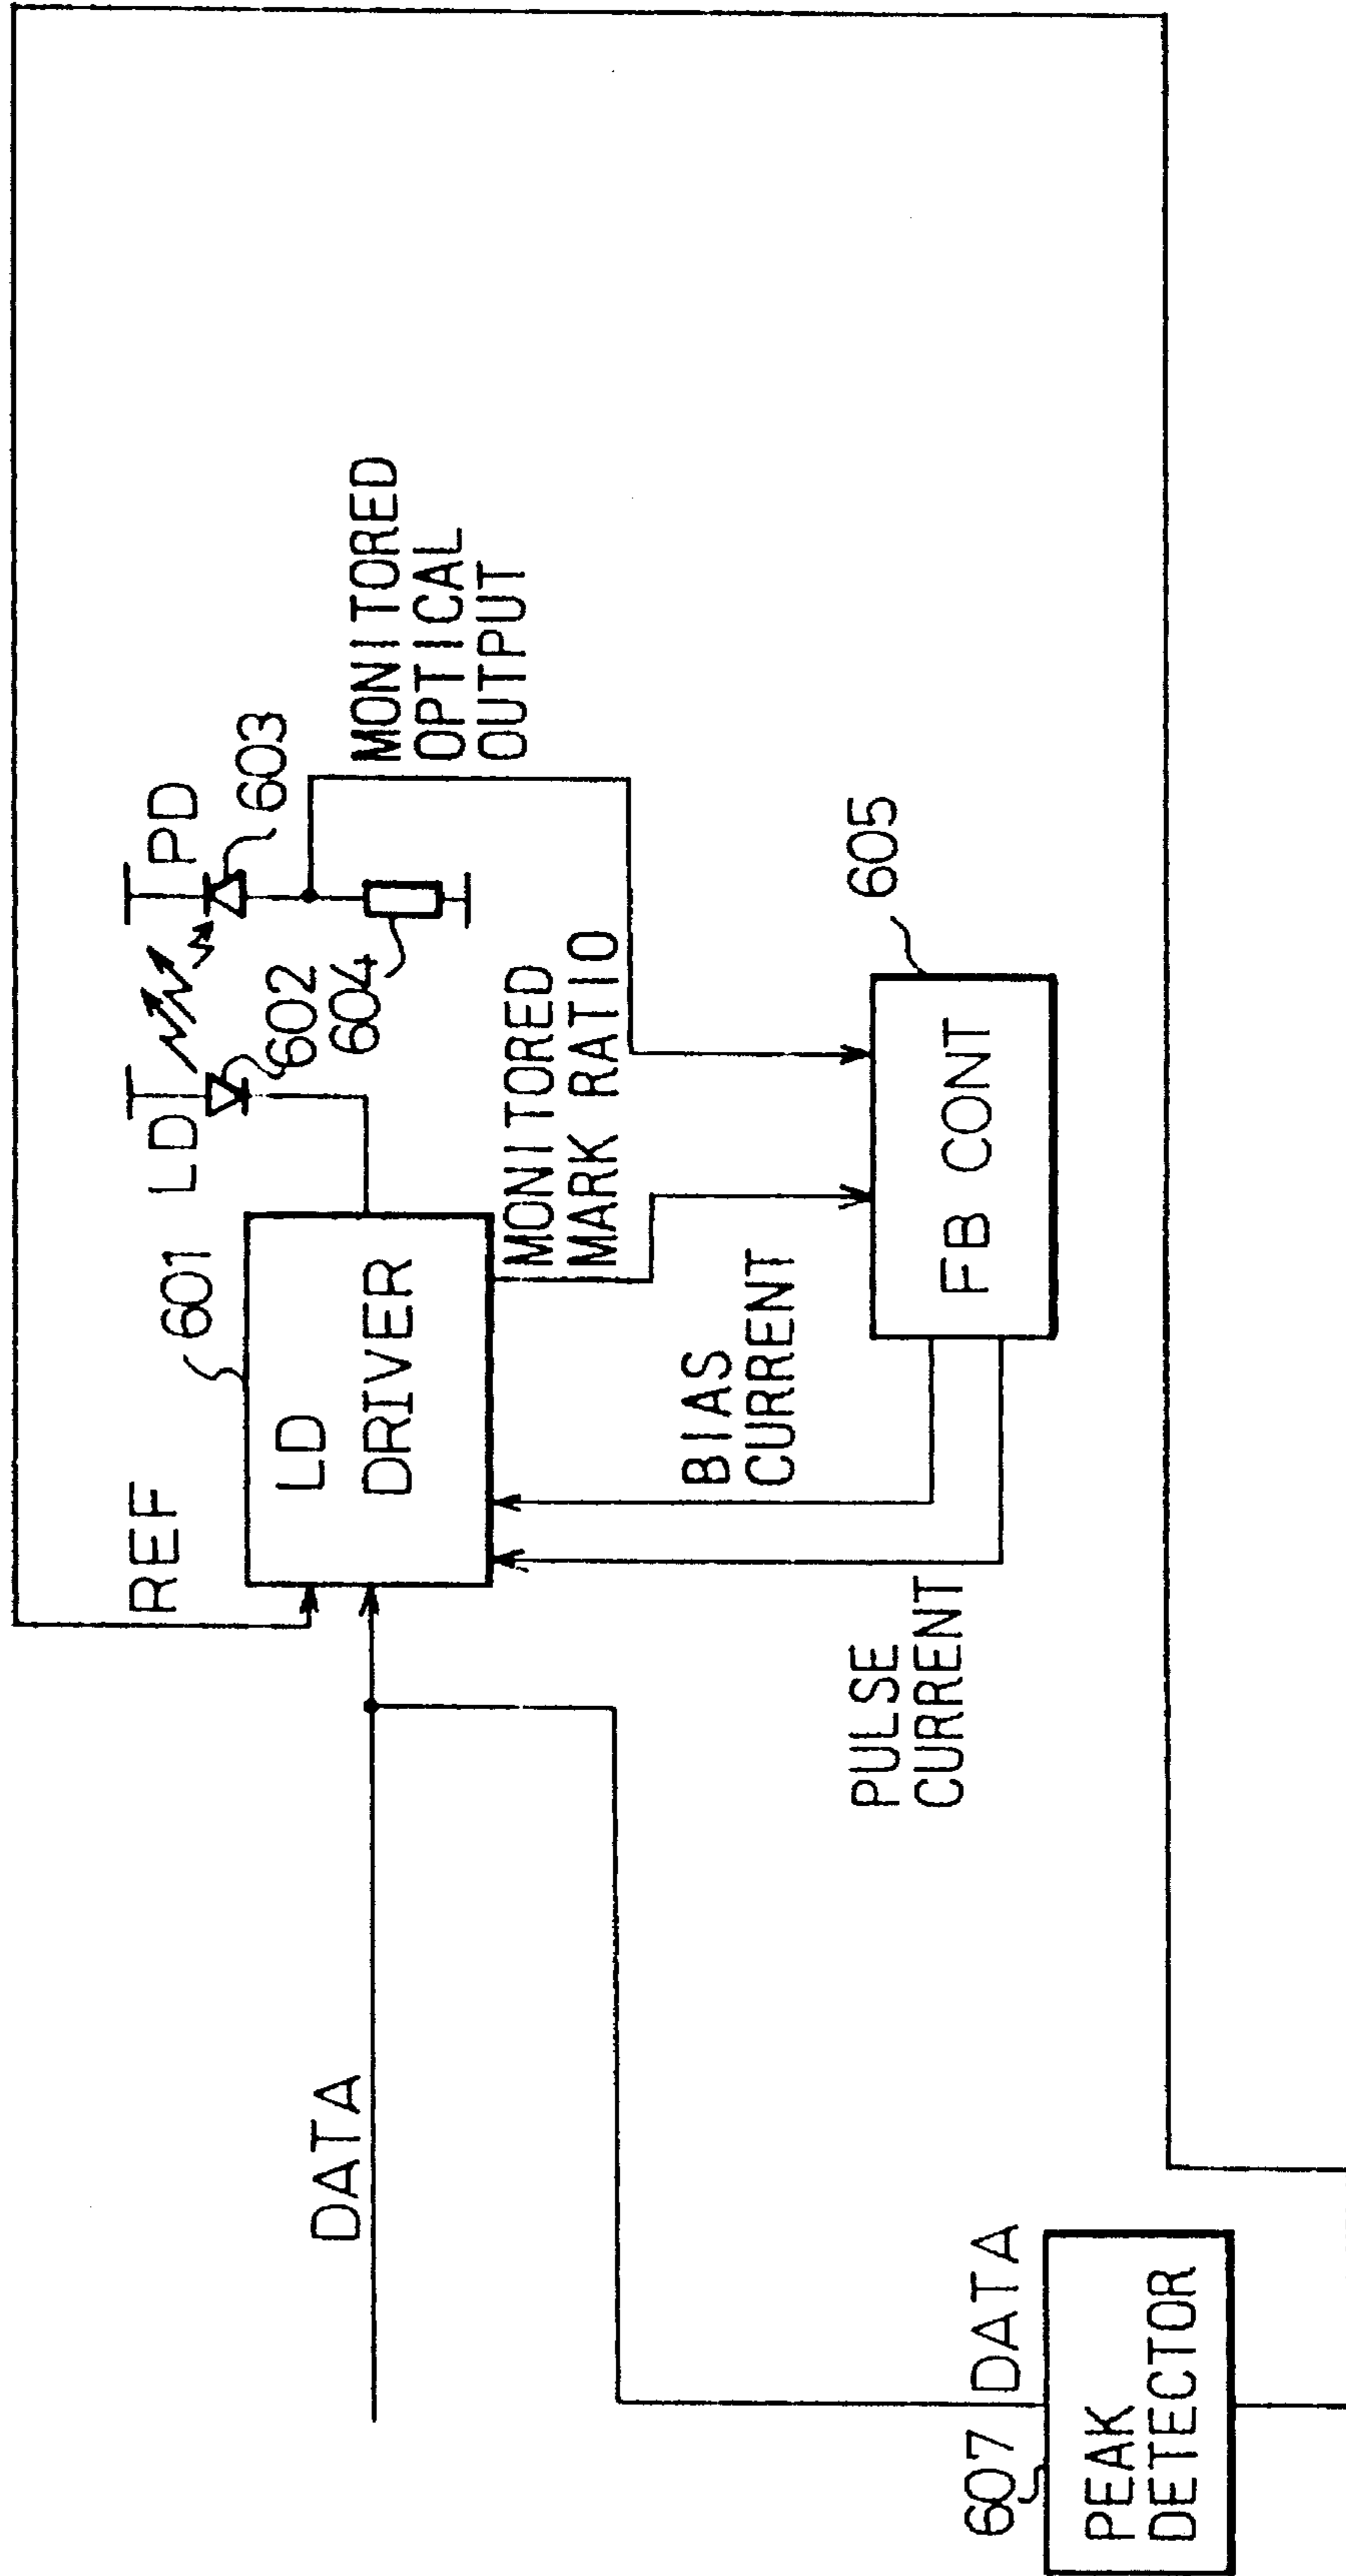 REF
601
LD
DRIVER
LD
602
PD
603
604
MONITORED
OPTICAL
OUTPUT
MONITORED
MARK RATIO
DATA
BIAS
CURRENT
PULSE
CURRENT
605
FB CONT
607
DATA
PEAK
DETECTOR